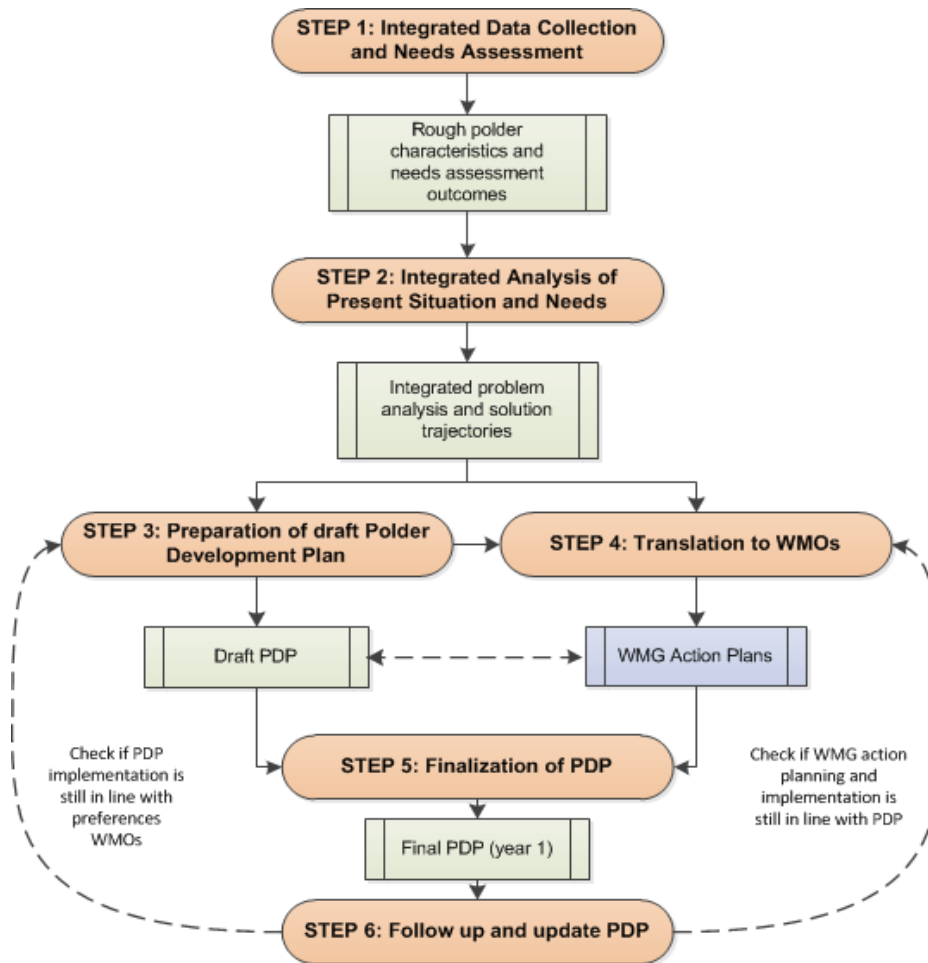 STEP 1: Integrated Data Collection
and Needs Assessment
Rough polder
characteristics and
needs assessment
outcomes
STEP 2: Integrated Analysis of
Present Situation and Needs
Integrated problem
analysis and solution
trajectories
STEP 3: Preparation of draft Polder
Development Plan
STEP 4: Translation to WMOs
Draft PDP
WMG Action Plans
Check if PDP
implementation is
still in line with
preferences
WMOs
STEP 5: Finalization of PDP
Check if WMG action
planning and
implementation is
still in line with PDP
Final PDP (year 1)
STEP 6: Follow up and update PDP